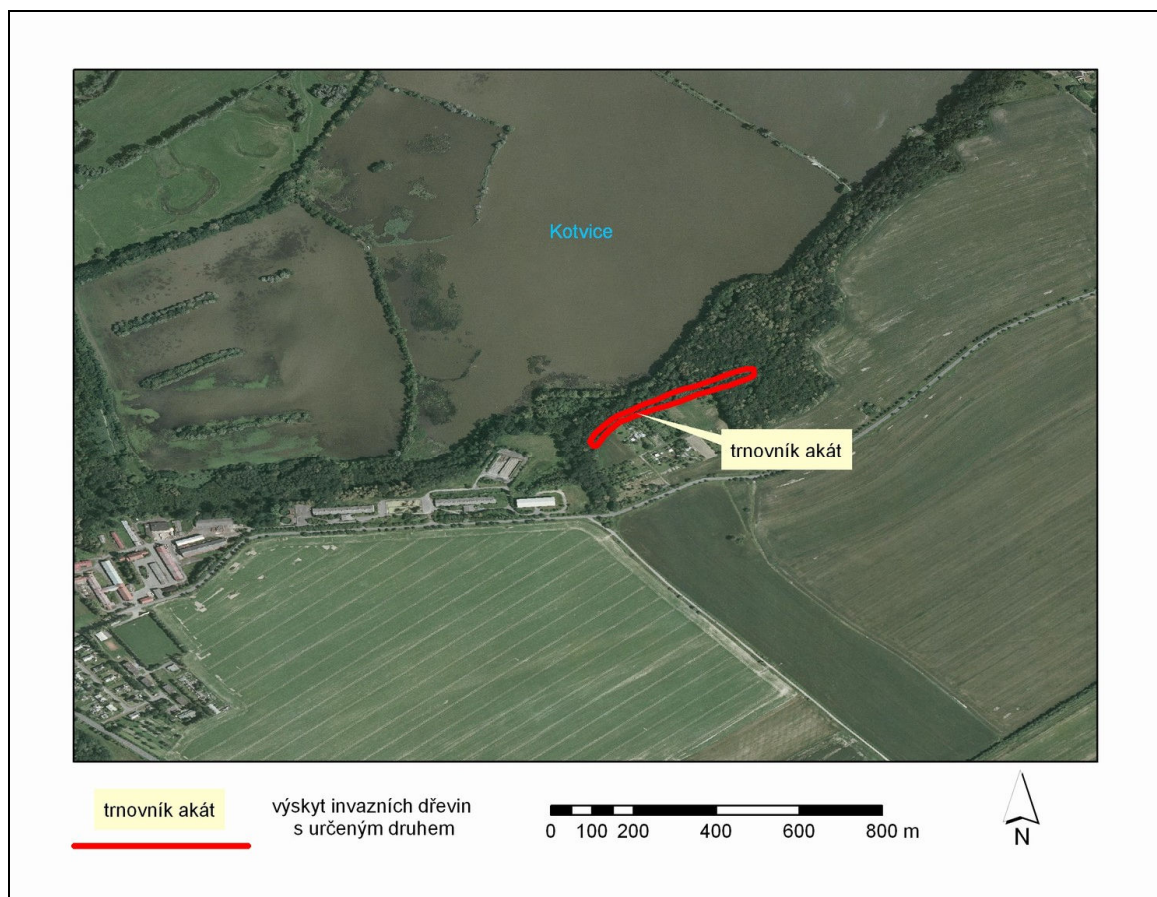 Kotvice
trnovník akát
trnovník akát
výskyt invazních dřevin
s určeným druhem
0 100 200 400 600 800 m
N